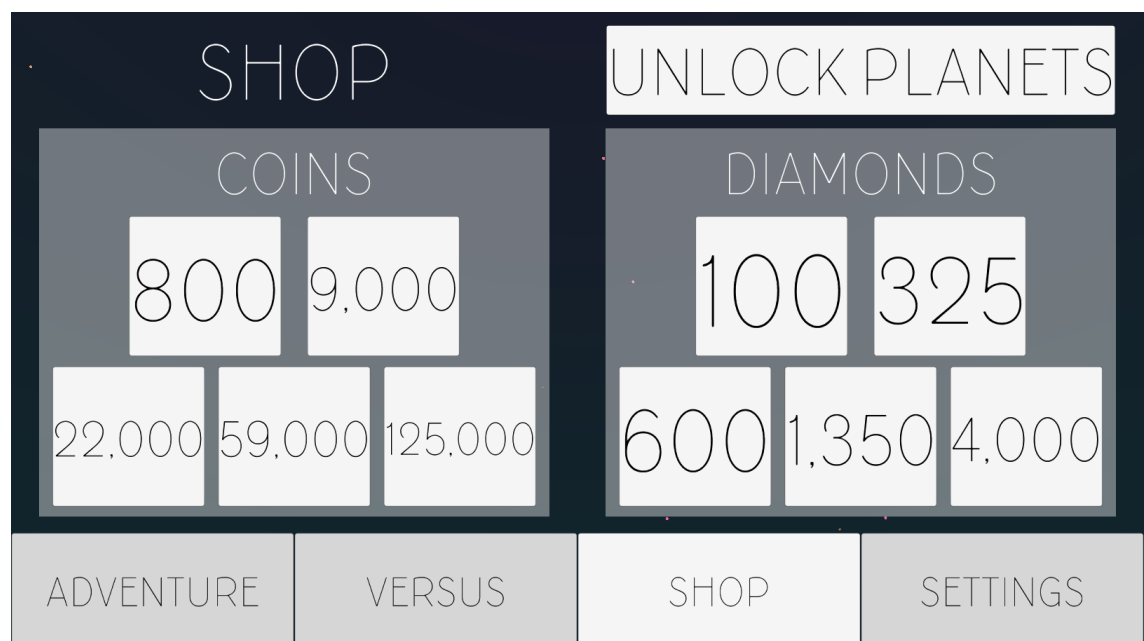 SHOP
UNLOCK PLANETS
COINS
800 9,000
22,000 59,000 125,000
DIAMONDS
100 325
600 1,350 4,000
ADVENTURE VERSUS SHOP SETTINGS